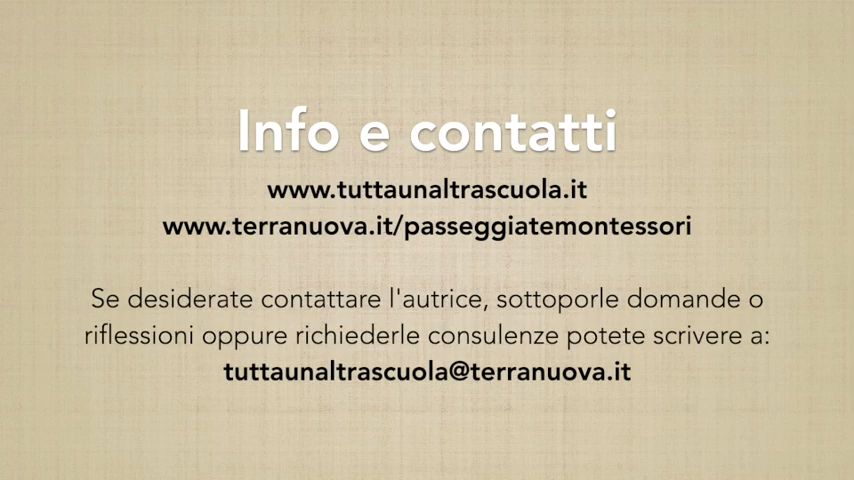 Info e contatti
www.tuttaunaltrascuola.it
www.terranuova.it/passeggiatemontessori
Se desiderate contattare l'autrice, sottoporle domande o
riflessioni oppure richiederle consulenze potete scrivere a:
tuttaunaltrascuola@terranuova.it